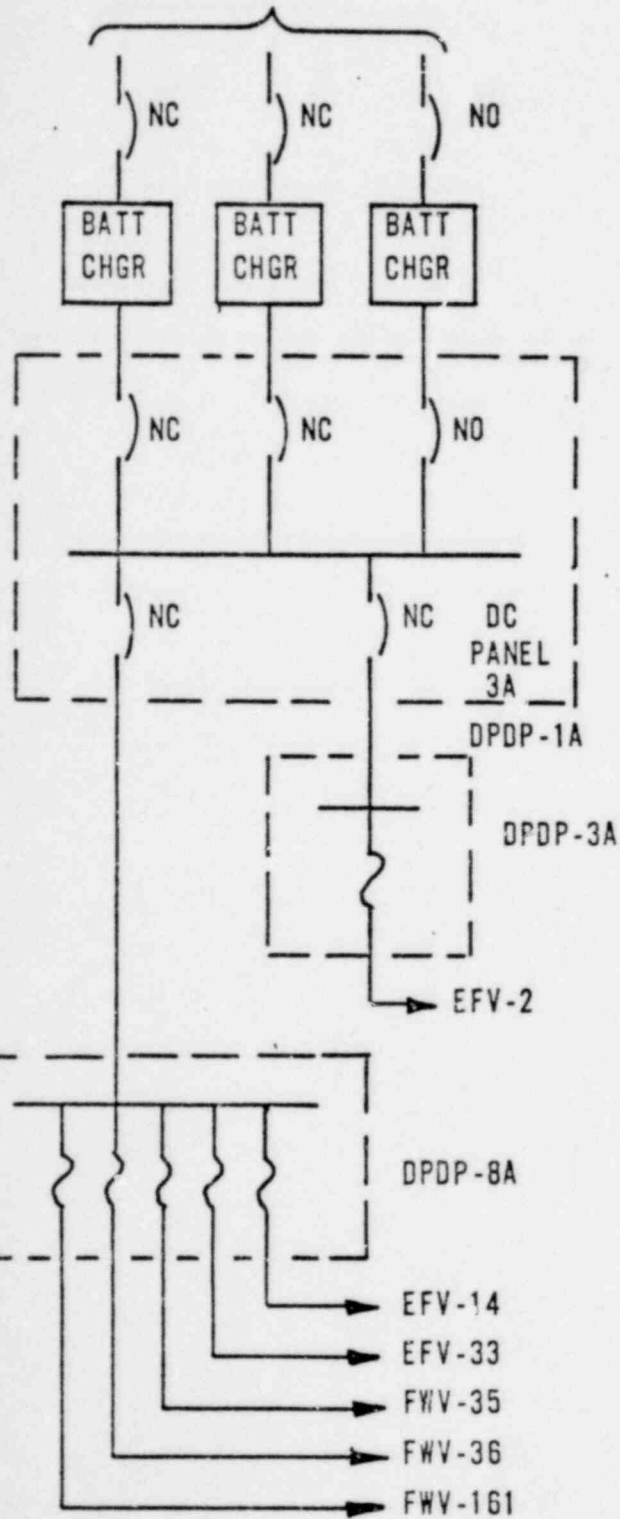 NC
NC
NO
BATT
CHGR
BATT
CHGR
BATT
CHGR
NC
NC
NO
NC
NC
DC
PANEL
3A
DPDP-1A
DPDP-3A
EFV-2
DPDP-8A
EFV-14
EFV-33
FWV-35
FWV-36
FWV-161